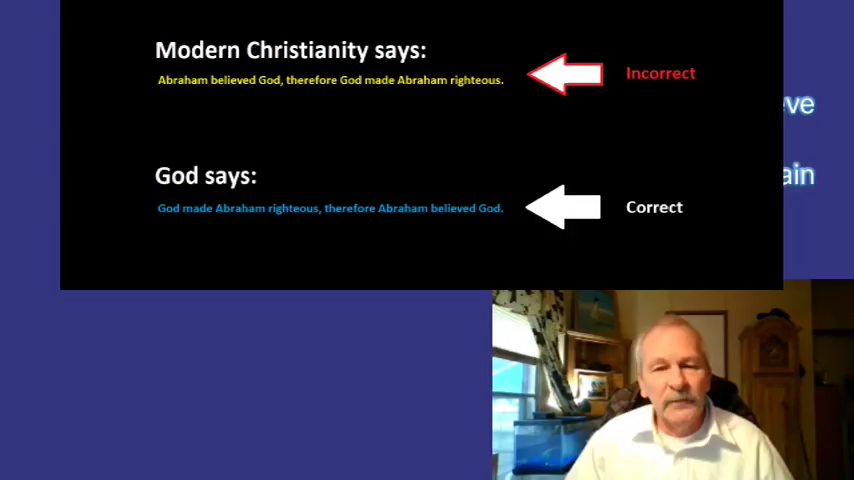 Modern Christianity says:
Abraham believed God, therefore God made Abraham righteous.
Incorrect
God says:
God made Abraham righteous, therefore Abraham believed God.
Correct